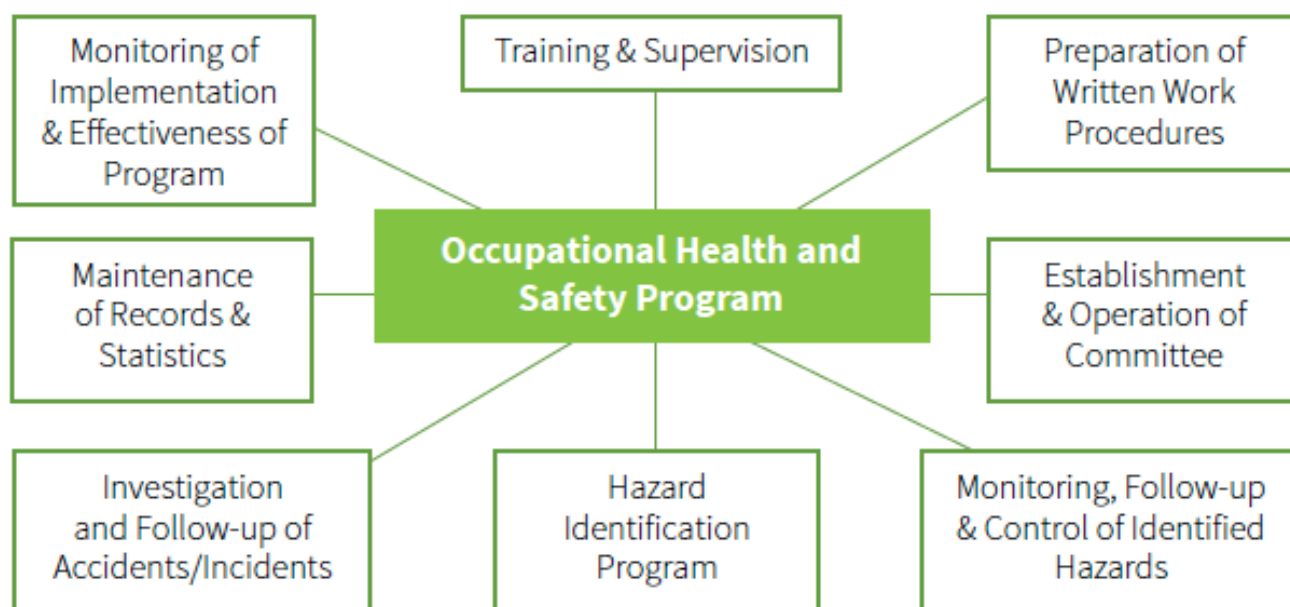 Monitoring of
Implementation
& Effectiveness of
Program
Training & Supervision
Preparation of
Written Work
Procedures
Occupational Health and
Safety Program
Maintenance
of Records &
Statistics
Establishment
& Operation of
Committee
Investigation
and Follow-up of
Accidents/Incidents
Hazard
Identification
Program
Monitoring, Follow-up
& Control of Identified
Hazards